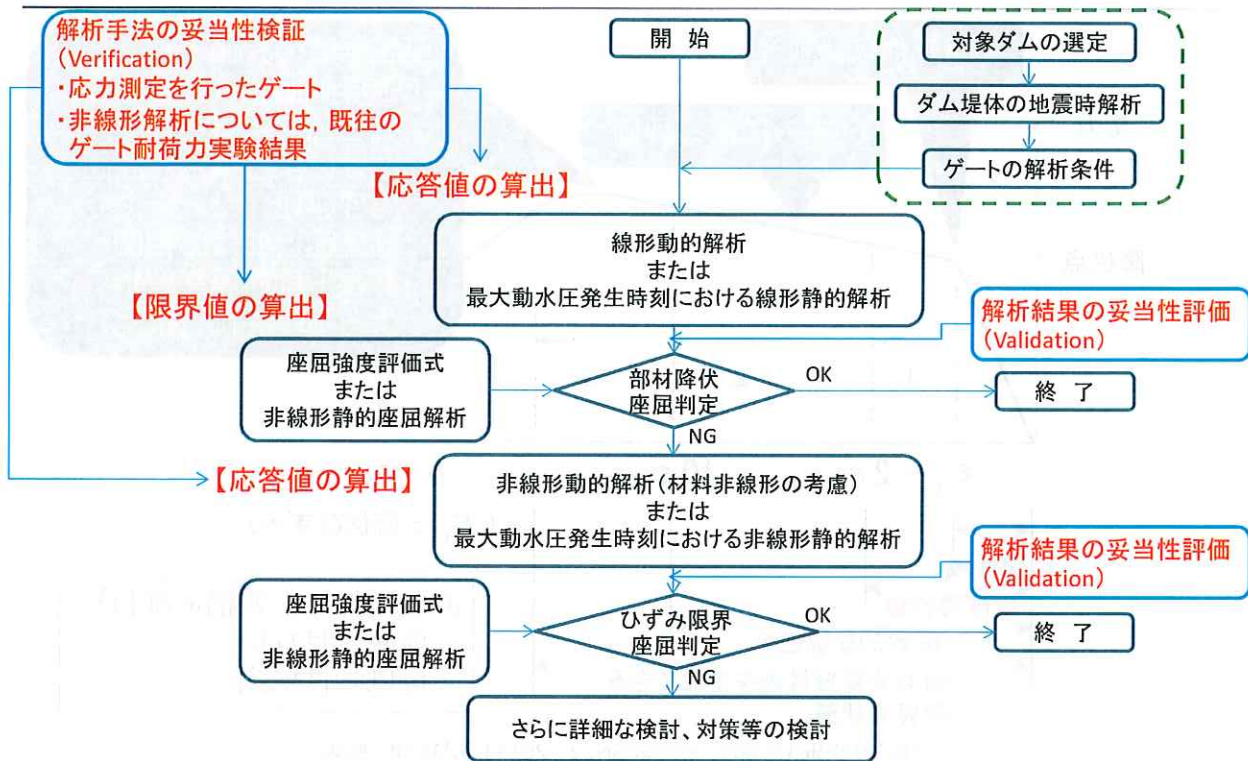 解析手法の妥当性検証
(Verification)
・応力測定を行ったゲート
・非線形解析については，既往の
ゲート耐荷力実験結果
開 始
対象ダムの選定
ダム堤体の地震時解析
ゲートの解析条件
【応答値の算出】
線形動的解析
または
最大動水圧発生時刻における線形静的解析
【限界値の算出】
解析結果の妥当性評価
(Validation)
座屈強度評価式
または
非線形静的座屈解析
部材降伏
座屈判定
OK
終 了
NG
【応答値の算出】
非線形動的解析(材料非線形の考慮)
または
最大動水圧発生時刻における非線形静的解析
解析結果の妥当性評価
(Validation)
座屈強度評価式
または
非線形静的座屈解析
ひずみ限界
座屈判定
OK
終 了
NG
さらに詳細な検討、対策等の検討